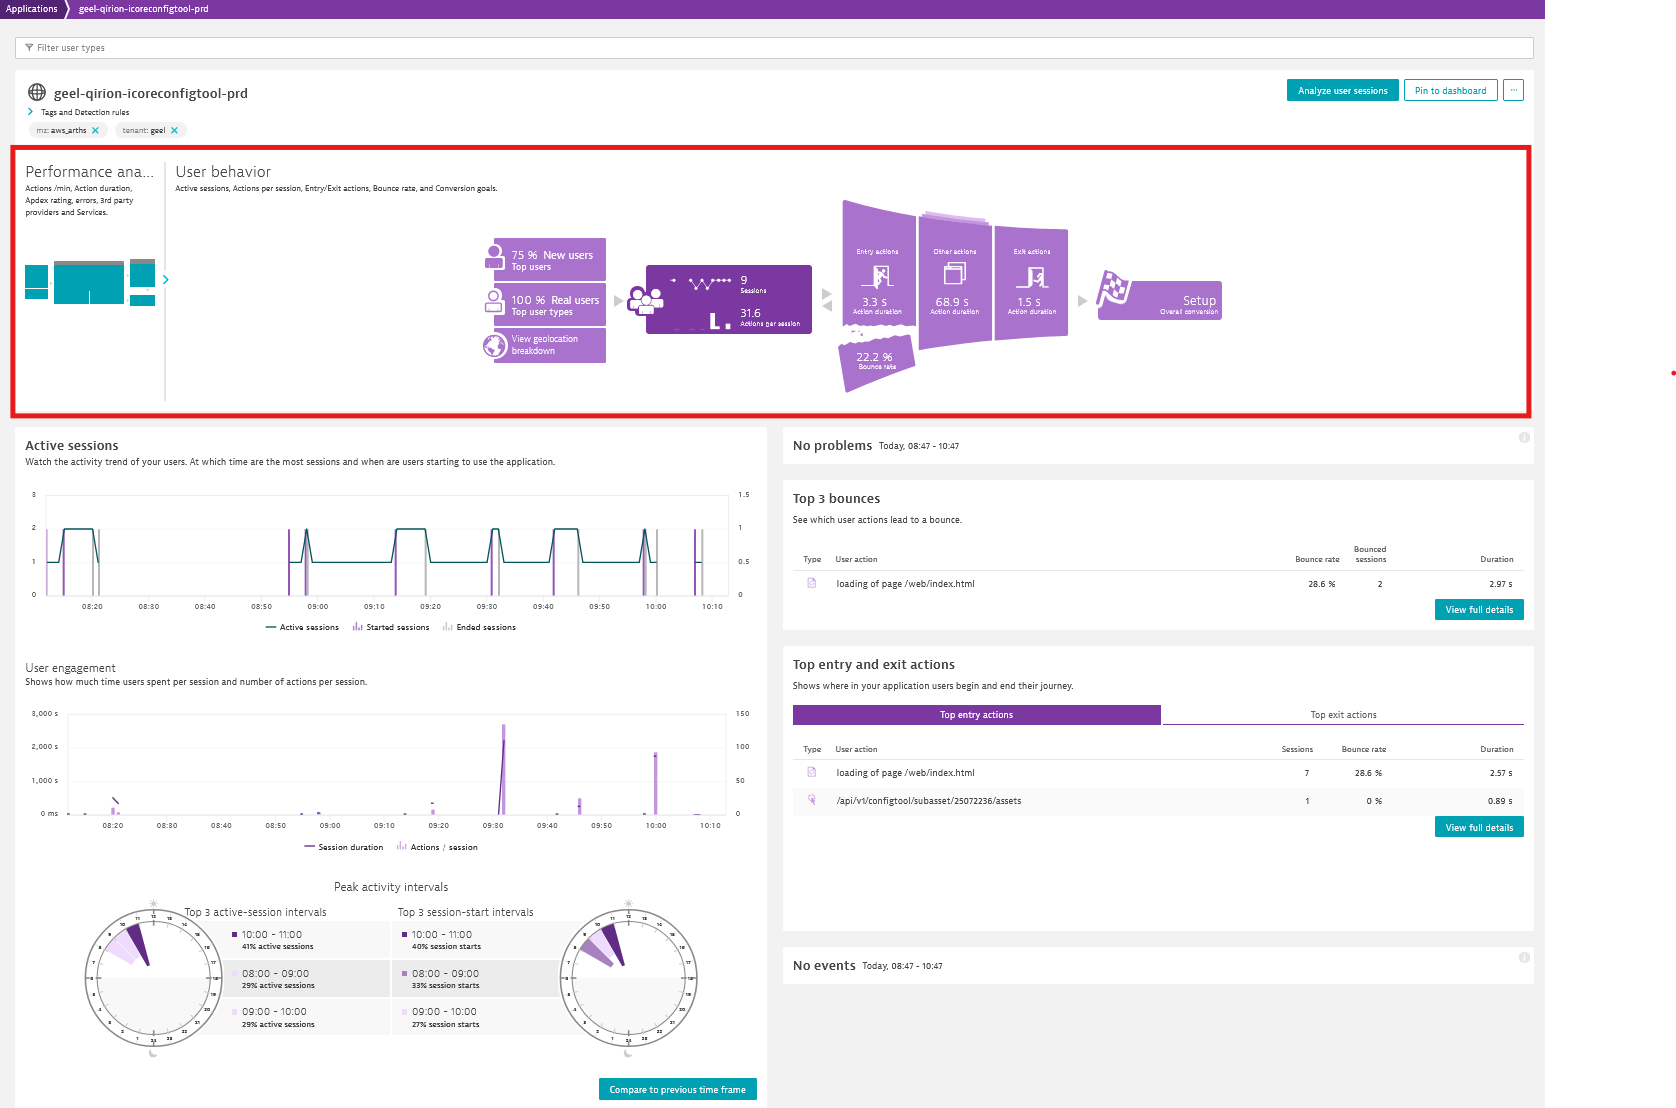 Applications
geel-qirion-icoreconfigtool-prd
Filter user types
geel-qirion-icoreconfigtool-prd
Analyze user sessions
Pin to dashboard
...
Tags and Detection rules
mz: aws_arths
tenant: geel
Performance ana...
Actions /min, Action duration,
Apdex rating, errors, 3rd party
providers and Services.
User behavior
Active sessions, Actions per session, Entry/Exit actions, Bounce rate, and Conversion goals.
75 % New users
Top users
100 % Real users
Top user types
View geolocation
breakdown
9
Sessions
31.6
Actions per session
Entry actions
3.3 s
Action duration
Other actions
68.9 s
Action duration
Exit actions
1.5 s
Action duration
22.2 %
Bounce rate
Setup
Overall conversion
Active sessions
Watch the activity trend of your users. At which time are the most sessions and when are users starting to use the application.
3
2
1
0
1.5
1
0.5
0
08:20 08:30 08:40 08:50 09:00 09:10 09:20 09:30 09:40 09:50 10:00 10:10
Active sessions Started sessions Ended sessions
User engagement
Shows how much time users spent per session and number of actions per session.
3,000 s
2,000 s
1,000 s
0 ms
150
100
50
0
08:20 08:30 08:40 08:50 09:00 09:10 09:20 09:30 09:40 09:50 10:00 10:10
Session duration Actions / session
Peak activity intervals
Top 3 active-session intervals
10:00 - 11:00
41% active sessions
08:00 - 09:00
29% active sessions
09:00 - 10:00
29% active sessions
Top 3 session-start intervals
10:00 - 11:00
40% session starts
08:00 - 09:00
33% session starts
09:00 - 10:00
27% session starts
Compare to previous time frame
No problems Today, 08:47 - 10:47
Top 3 bounces
See which user actions lead to a bounce.
Type User action Bounce rate Bounced sessions Duration
loading of page /web/index.html 28.6 % 2 2.97 s
View full details
Top entry and exit actions
Shows where in your application users begin and end their journey.
Top entry actions
Top exit actions
Type User action Sessions Bounce rate Duration
loading of page /web/index.html 7 28.6 % 2.57 s
/api/v1/configtool/subasset/25072236/assets 1 0 % 0.89 s
View full details
No events Today, 08:47 - 10:47